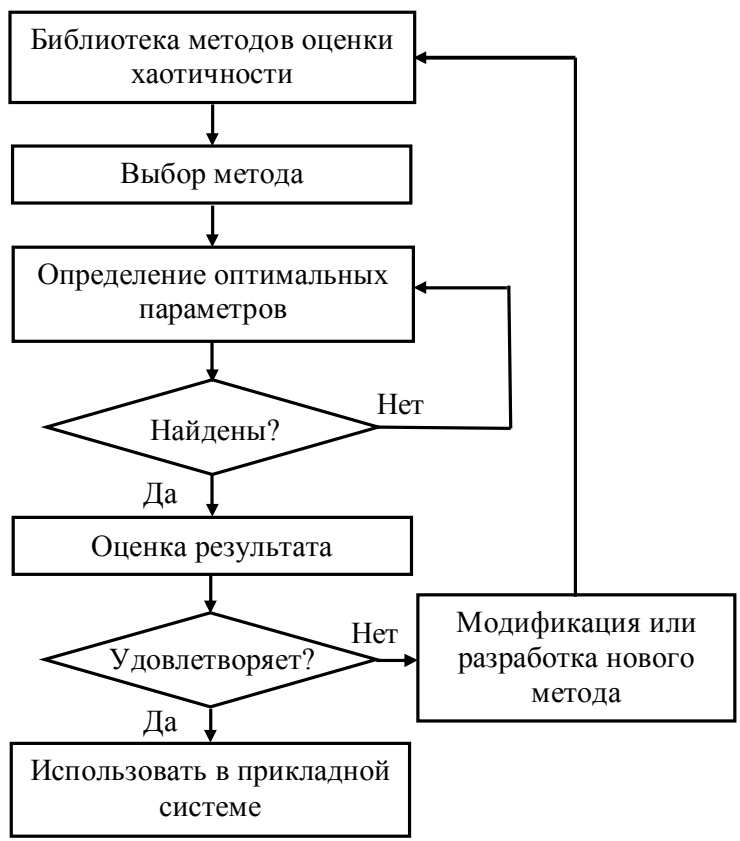 Библиотека методов оценки
хаотичности
Выбор метода
Определение оптимальных
параметров
Нет
Найдены?
Да
Оценка результата
Нет
Удовлетворяет?
Модификация или
разработка нового
метода
Да
Использовать в прикладной
системе